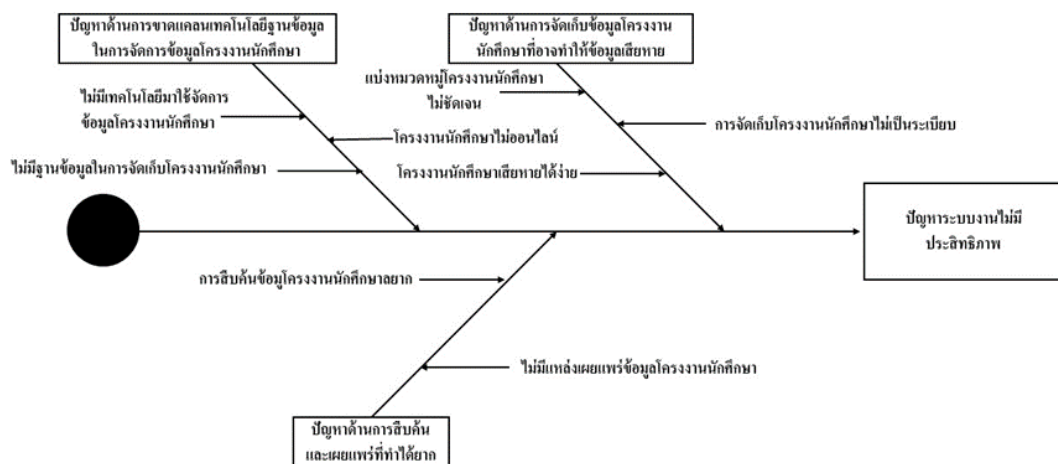 ปัญหาด้านการขาดแคลนเทคโนโลยีฐานข้อมูล
ในการจัดการข้อมูลโครงงานนักศึกษา
ปัญหาด้านการจัดเก็บข้อมูลโครงงาน
นักศึกษาที่อาจทำให้ข้อมูลเสียหาย
ไม่มีเทคโนโลยีมาใช้จัดการ
ข้อมูลโครงงานนักศึกษา
แบ่งหมวดหมู่โครงงานนักศึกษา
ไม่ชัดเจน
โครงงานนักศึกษาไม่ออนไลน์
การจัดเก็บโครงงานนักศึกษาไม่เป็นระเบียบ
ไม่มีฐานข้อมูลในการจัดเก็บโครงงานนักศึกษา
โครงงานนักศึกษาเสียหายได้ง่าย
ปัญหาระบบงานไม่มี
ประสิทธิภาพ
การสืบค้นข้อมูโครงงานนักศึกษาลยาก
ไม่มีแหล่งเผยแพร่ข้อมูลโครงงานนักศึกษา
ปัญหาด้านการสืบค้น
และเผยแพร่ที่ทำได้ยาก